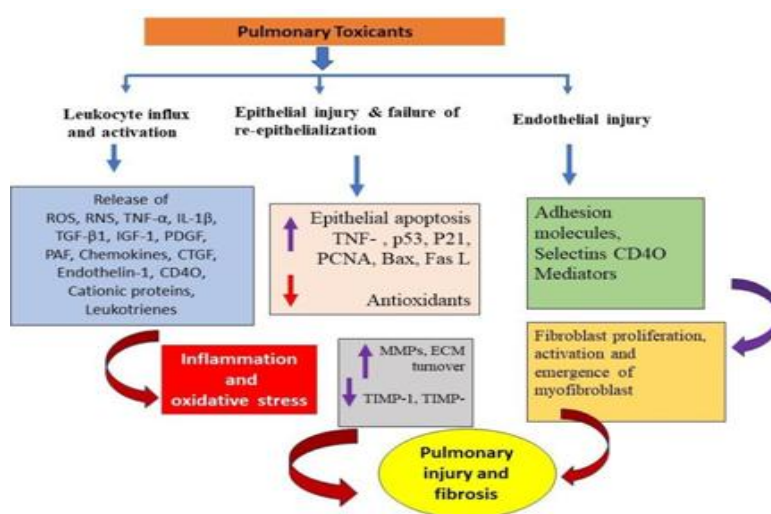 Pulmonary Toxicants
Leukocyte influx
and activation
Epithelial injury & failure of
re-epithelialization
Endothelial injury
Release of
ROS, RNS, TNF-α, IL-1β,
TGF-β1, IGF-1, PDGF,
PAF, Chemokines, CTGF,
Endothelin-1, CD4O,
Cationic proteins,
Leukotrienes
Epithelial apoptosis
TNF- , p53, P21,
PCNA, Bax, Fas L
Antioxidants
Adhesion
molecules,
Selectins CD4O
Mediators
Inflammation
and
oxidative stress
MMPs, ECM
turnover
TIMP-1, TIMP-
Fibroblast proliferation,
activation and
emergence of
myofibroblast
Pulmonary
injury and
fibrosis